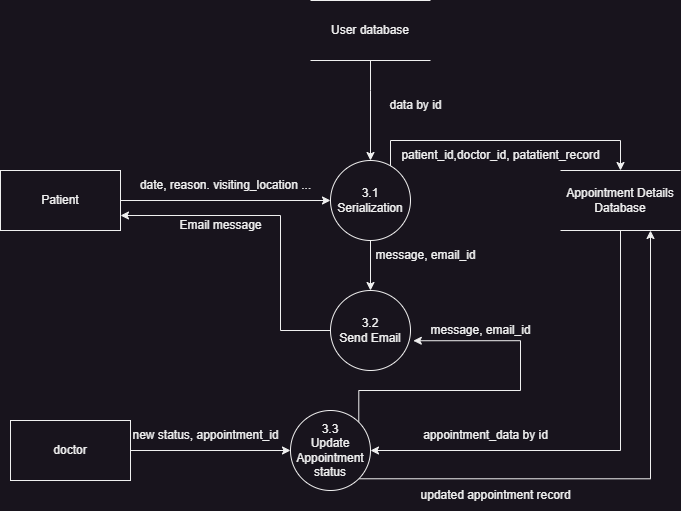 User database
data by id
patient_id,doctor_id, patatient_record
date, reason. visiting_location ...
3.1
Serialization
Patient
Appointment Details
Database
Email message
message, email_id
3.2
Send Email
message, email_id
3.3
Update
Appointment
status
new status, appointment_id
appointment_data by id
doctor
updated appointment record